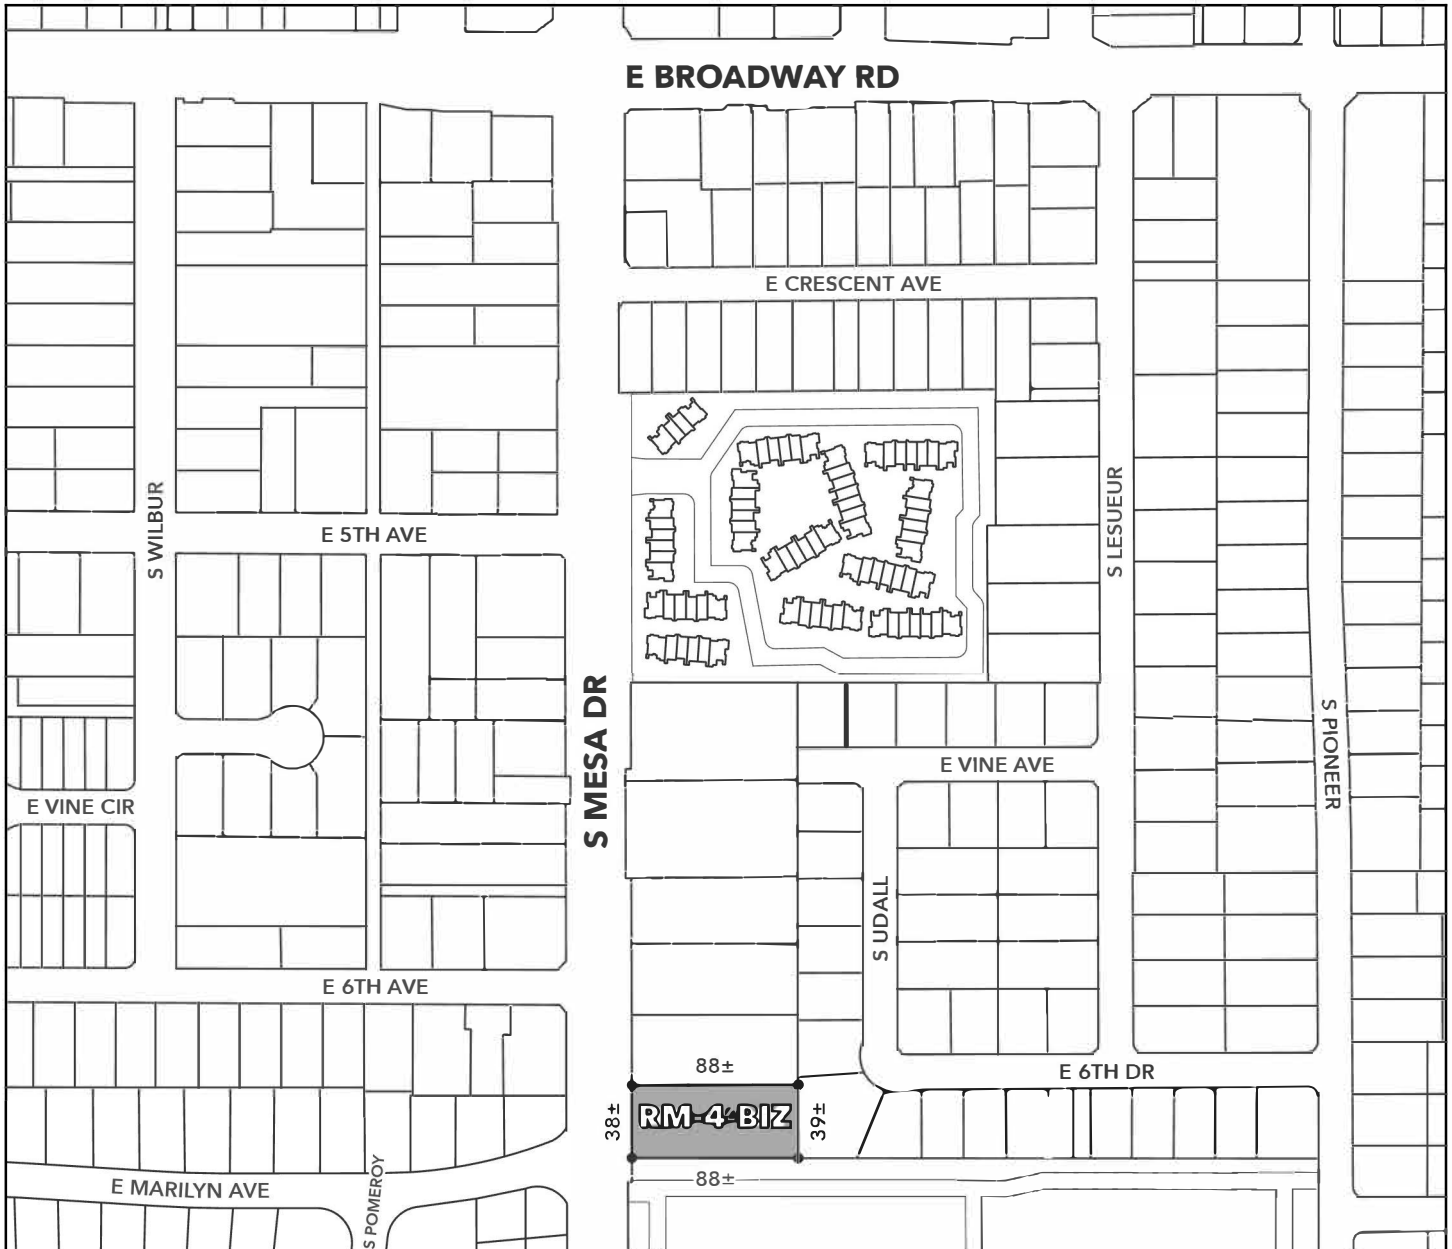 E BROADWAY RD
E CRESCENT AVE
S WILBUR
E 5TH AVE
S LESUEUR
S MESA DR
S PIONEER
E VINE AVE
E VINE CIR
S UDALL
E 6TH AVE
88±
E 6TH DR
38±
RM-4 BIZ
39±
88±
E MARILYN AVE
S POMEROY